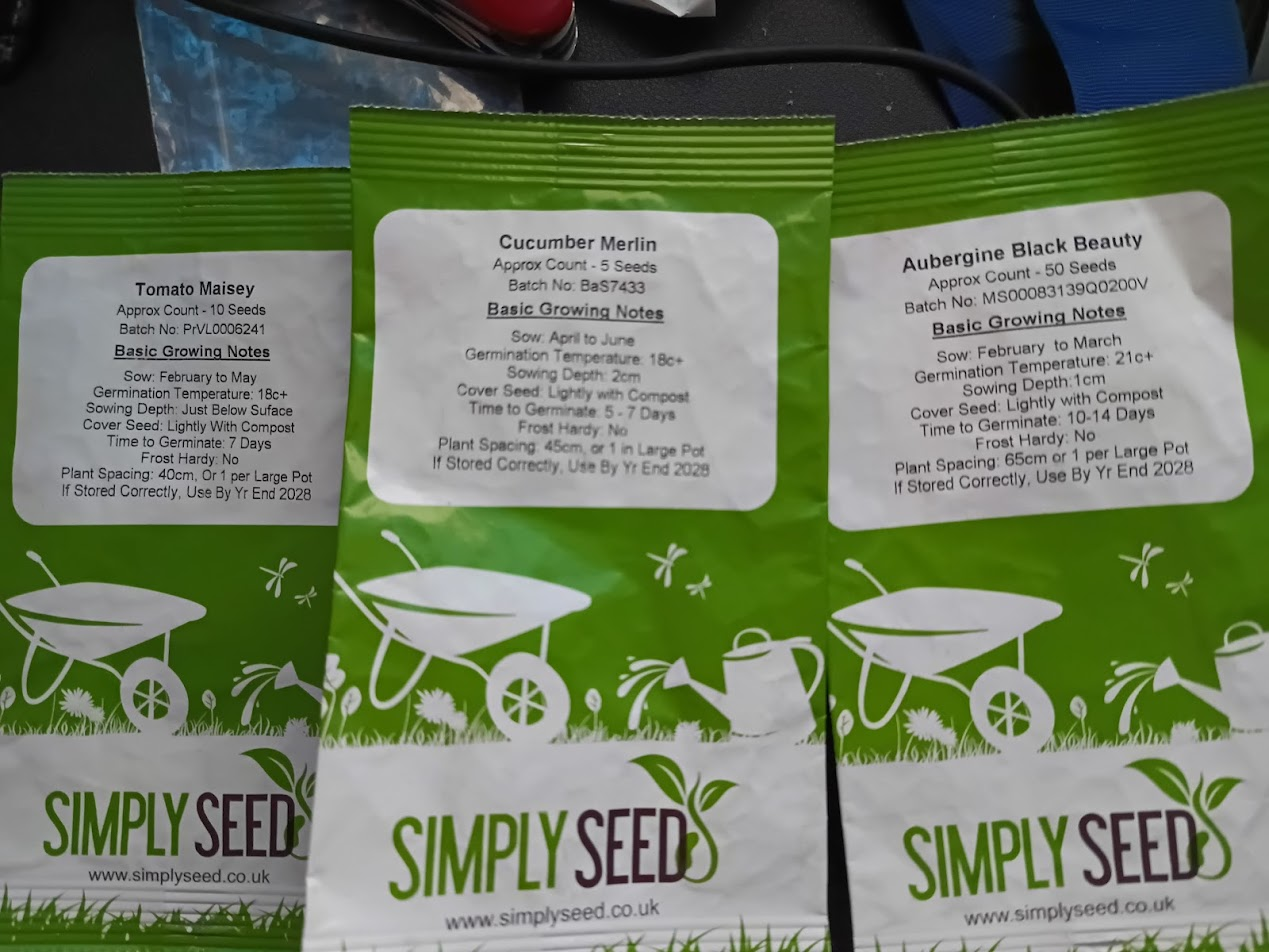 Tomato Maisey
Approx Count - 10 Seeds
Batch No: PrVL0006241
Basic Growing Notes
Sow: February to May
Germination Temperature: 18c+
Sowing Depth: Just Below Suface
Cover Seed: Lightly With Compost
Time to Germinate: 7 Days
Frost Hardy: No
Plant Spacing: 40cm, Or 1 per Large Pot
If Stored Correctly, Use By Yr End 2028
SIMPLY SEED
www.simplyseed.co.uk
Cucumber Merlin
Approx Count - 5 Seeds
Batch No: BaS7433
Basic Growing Notes
Sow: April to June
Germination Temperature: 18c+
Sowing Depth: 2cm
Cover Seed: Lightly with Compost
Time to Germinate: 5 - 7 Days
Frost Hardy: No
Plant Spacing: 45cm, or 1 in Large Pot
If Stored Correctly, Use By Yr End 2028
SIMPLY SEED
www.simplyseed.co.uk
Aubergine Black Beauty
Approx Count - 50 Seeds
Batch No: MS00083139Q0200V
Basic Growing Notes
Sow: February to March
Germination Temperature: 21c+
Sowing Depth:1cm
Cover Seed: Lightly with Compost
Time to Germinate: 10-14 Days
Frost Hardy: No
Plant Spacing: 65cm or 1 per Large Pot
If Stored Correctly, Use By Yr End 2028
SIMPLY SEED
www.simplyseed.co.uk